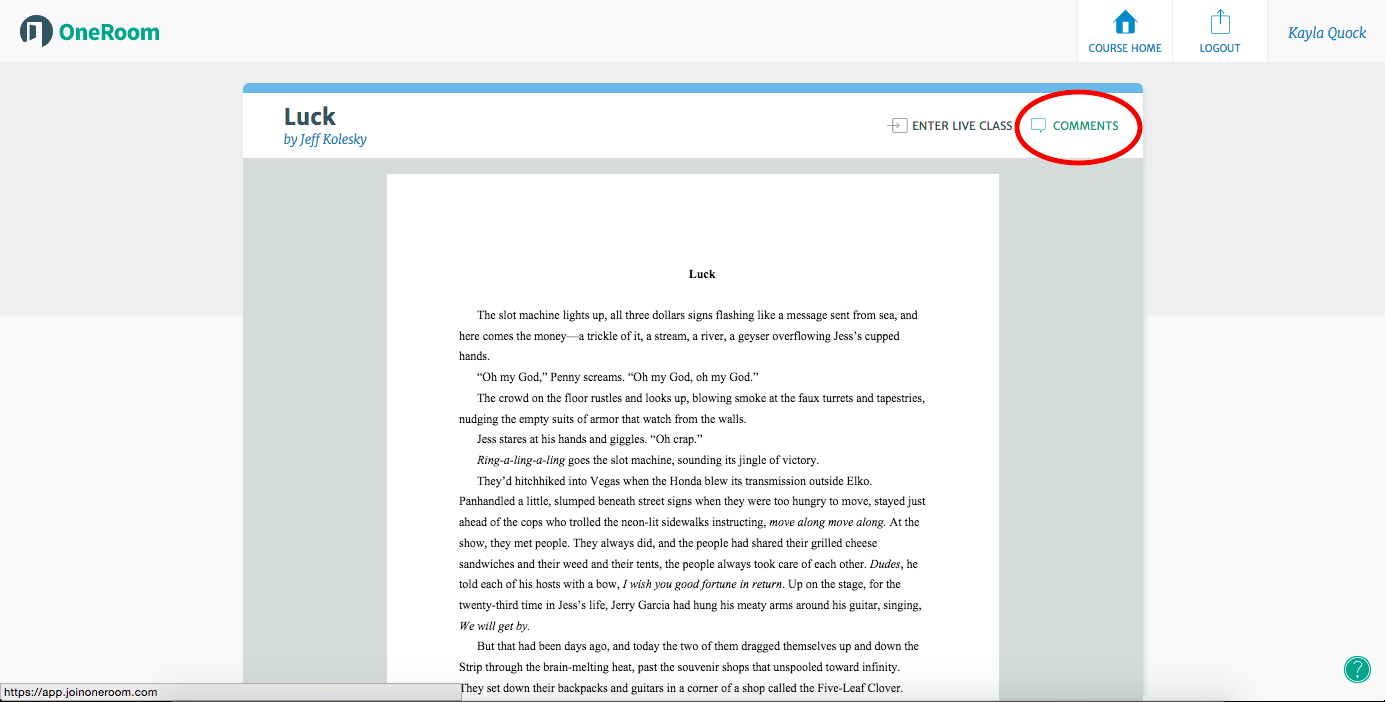 OneRoom
COURSE HOME
LOGOUT
Kayla Quock
Luck
by Jeff Kolesky
ENTER LIVE CLASS
COMMENTS
Luck
The slot machine lights up, all three dollars signs flashing like a message sent from sea, and
here comes the money—a trickle of it, a stream, a river, a geyser overflowing Jess’s cupped
hands.
“Oh my God,” Penny screams. “Oh my God, oh my God.”
The crowd on the floor rustles and looks up, blowing smoke at the faux turrets and tapestries,
nudging the empty suits of armor that watch from the walls.
Jess stares at his hands and giggles. “Oh crap.”
Ring-a-ling-a-ling goes the slot machine, sounding its jingle of victory.
They’d hitchhiked into Vegas when the Honda blew its transmission outside Elko.
Panhandled a little, slumped beneath street signs when they were too hungry to move, stayed just
ahead of the cops who trolled the neon-lit sidewalks instructing, move along move along. At the
show, they met people. They always did, and the people had shared their grilled cheese
sandwiches and their weed and their tents, the people always took care of each other. Dudes, he
told each of his hosts with a bow, I wish you good fortune in return. Up on the stage, for the
twenty-third time in Jess’s life, Jerry Garcia had hung his meaty arms around his guitar, singing,
We will get by.
But that had been days ago, and today the two of them dragged themselves up and down the
Strip through the brain-melting heat, past the souvenir shops that unspooled toward infinity.
They set down their backpacks and guitars in a corner of a shop called the Five-Leaf Clover.
?
https://app.joinoneroom.com